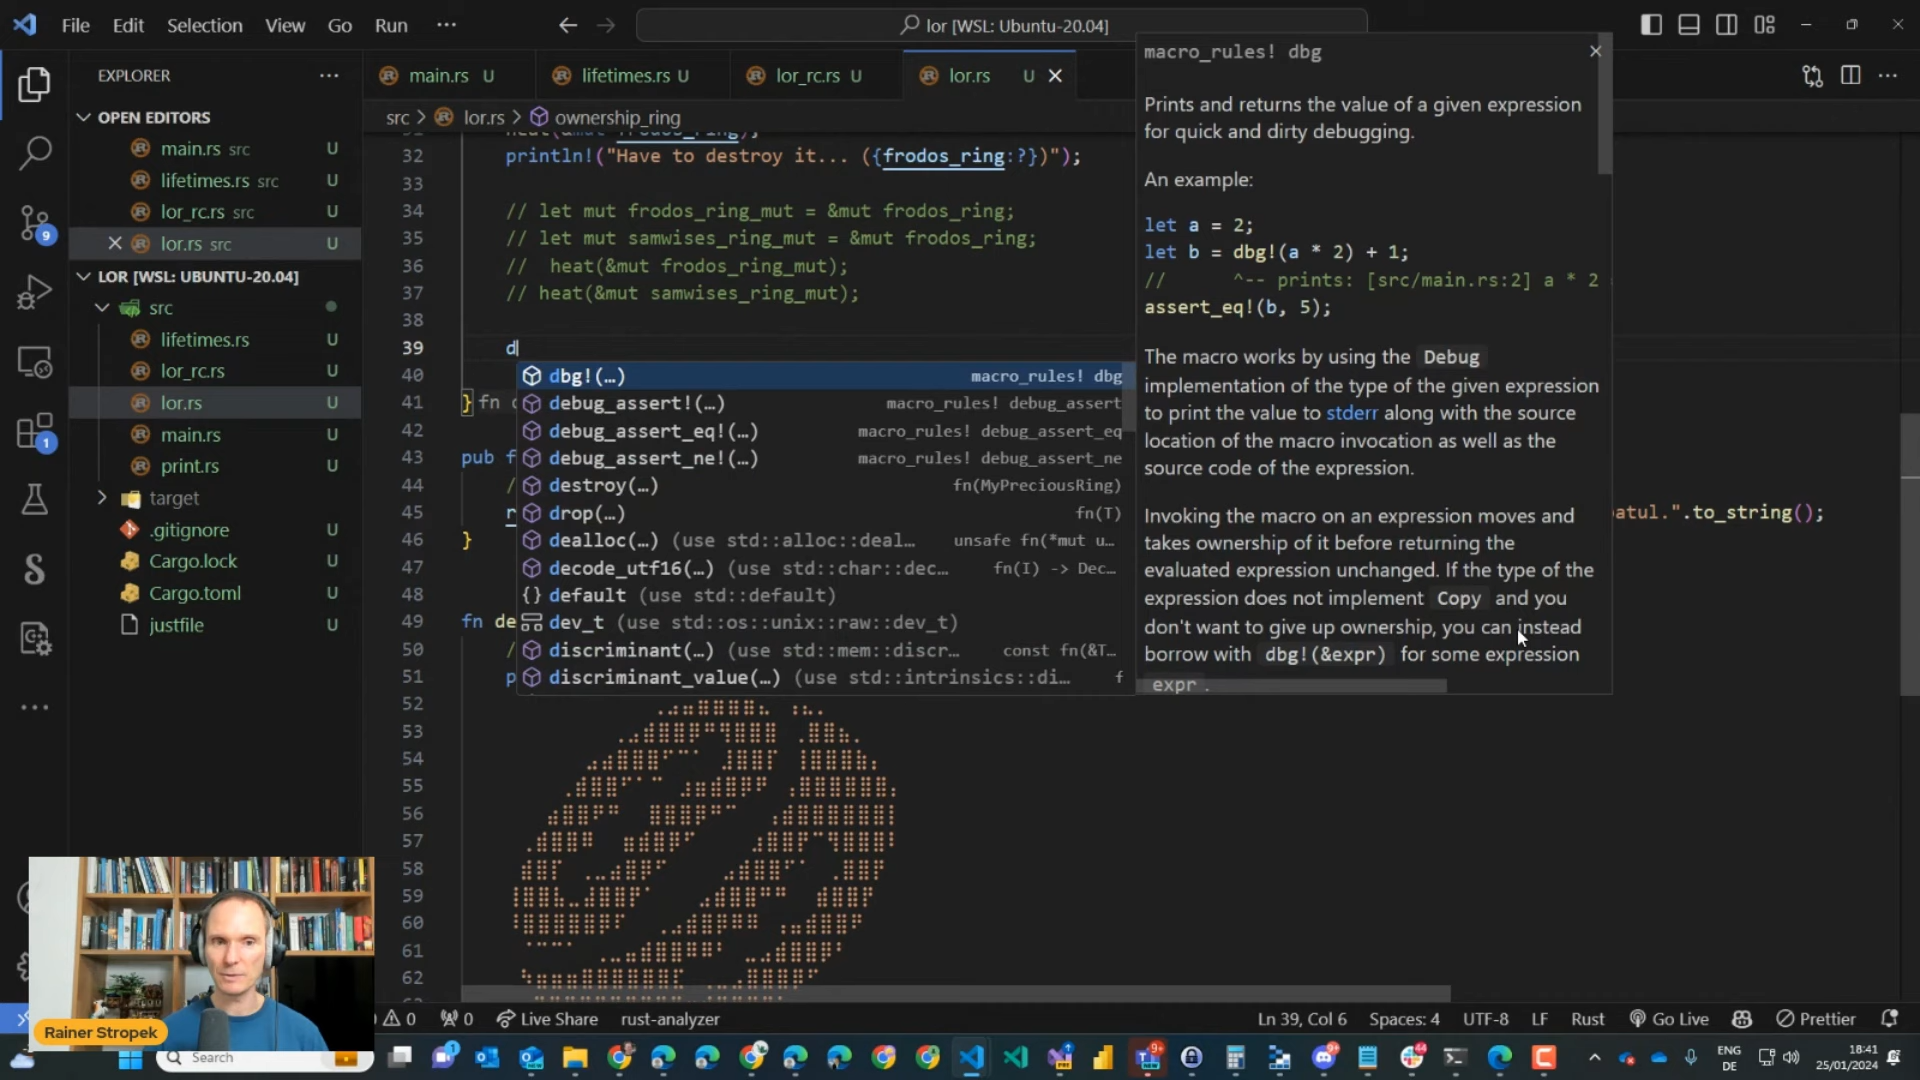 File Edit Selection View Go Run ···
lor [WSL: Ubuntu-20.04]
EXPLORER
OPEN EDITORS
main.rs src U
lifetimes.rs src U
lor_rc.rs src U
lor.rs src U
LOR [WSL: UBUNTU-20.04]
src
lifetimes.rs U
lor_rc.rs U
lor.rs U
main.rs U
print.rs U
target
.gitignore U
Cargo.lock U
Cargo.toml U
justfile U
9
1
main.rs U
lifetimes.rs U
lor_rc.rs U
lor.rs U
src > lor.rs > ownership_ring
31 heat(&mut frodos_ring);
32 println!("Have to destroy it... ({frodos_ring:?})");
33
34 // let mut frodos_ring_mut = &mut frodos_ring;
35 // let mut samwises_ring_mut = &mut frodos_ring;
36 // heat(&mut frodos_ring_mut);
37 // heat(&mut samwises_ring_mut);
38
39 d
40
41 } fn o
42
43 pub f
44 /
45 r atul.".to_string();
46 }
47
48
49 fn de
50 /
51 p
52
53
54
55
56
57
58
59
60
61
62
dbg!(…) macro_rules! dbg
debug_assert!(…) macro_rules! debug_assert
debug_assert_eq!(…) macro_rules! debug_assert_eq
debug_assert_ne!(…) macro_rules! debug_assert_ne
destroy(…) fn(MyPreciousRing)
drop(…) fn(T)
dealloc(…) (use std::alloc::deal… unsafe fn(*mut u…
decode_utf16(…) (use std::char::dec… fn(I) -> Dec…
default (use std::default)
dev_t (use std::os::unix::raw::dev_t)
discriminant(…) (use std::mem::discr… const fn(&T…
discriminant_value(…) (use std::intrinsics::di… f
macro_rules! dbg
Prints and returns the value of a given expression
for quick and dirty debugging.
An example:
let a = 2;
let b = dbg!(a * 2) + 1;
// ^-- prints: [src/main.rs:2] a * 2
assert_eq!(b, 5);
The macro works by using the Debug
implementation of the type of the given expression
to print the value to stderr along with the source
location of the macro invocation as well as the
source code of the expression.
Invoking the macro on an expression moves and
takes ownership of it before returning the
evaluated expression unchanged. If the type of the
expression does not implement Copy and you
don't want to give up ownership, you can instead
borrow with dbg!(&expr) for some expression
expr .
Rainer Stropek
0 0 Live Share rust-analyzer
Ln 39, Col 6 Spaces: 4 UTF-8 LF Rust Go Live Prettier
Search
ENG
DE
18:41
25/01/2024